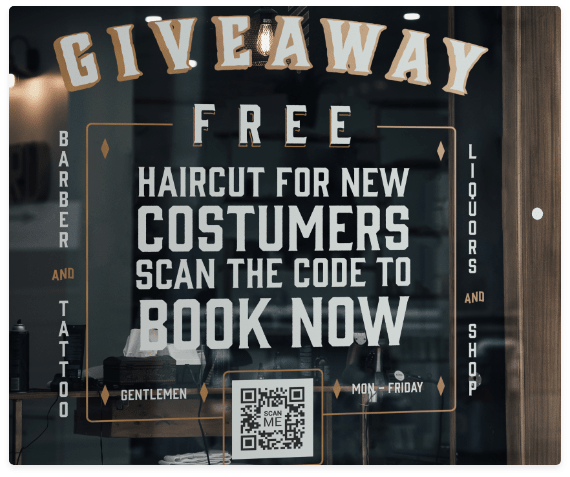 GIVEAWAY
FREE
HAIRCUT FOR NEW
COSTUMERS
SCAN THE CODE TO
BOOK NOW
GENTLEMEN
MON - FRIDAY
SCAN
ME
BARBER
AND
TATTOO
LIQUORS
AND
SHOP